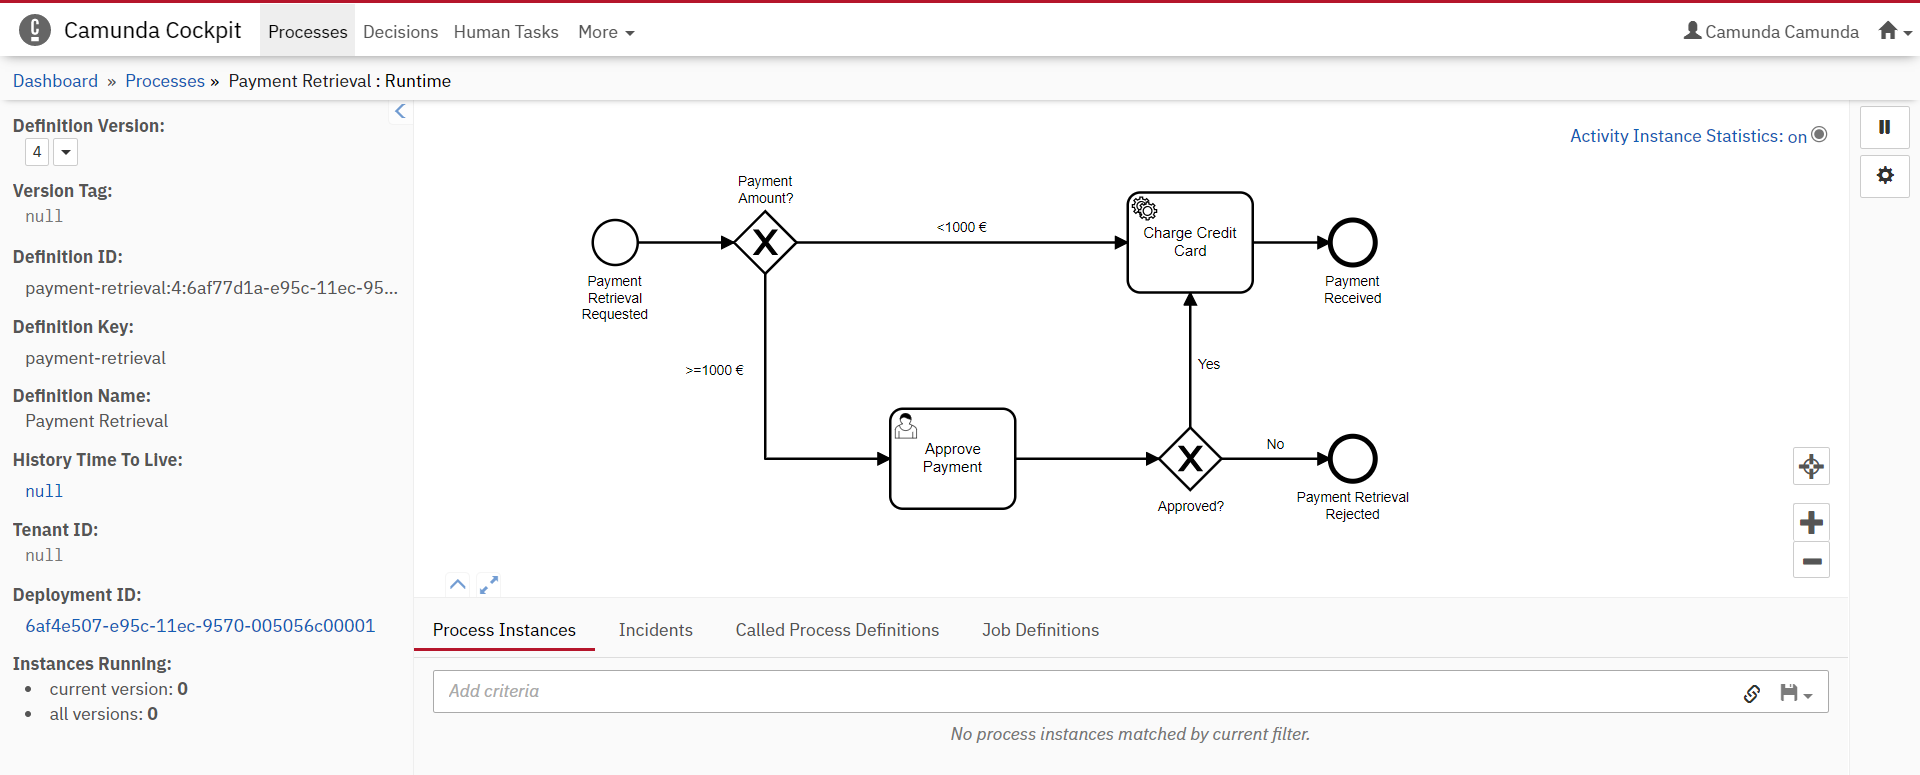 Camunda Cockpit
Processes
Decisions
Human Tasks
More
Camunda Camunda
Dashboard » Processes » Payment Retrieval : Runtime
Definition Version:
4
Version Tag:
null
Definition ID:
payment-retrieval:4:6af77d1a-e95c-11ec-95...
Definition Key:
payment-retrieval
Definition Name:
Payment Retrieval
History Time To Live:
null
Tenant ID:
null
Deployment ID:
6af4e507-e95c-11ec-9570-005056c00001
Instances Running:
current version: 0
all versions: 0
Activity Instance Statistics: on
Payment
Amount?
<1000 €
Charge Credit
Card
Payment
Retrieval
Requested
Payment
Received
>=1000 €
Yes
Approve
Payment
No
Approved?
Payment Retrieval
Rejected
Process Instances
Incidents
Called Process Definitions
Job Definitions
Add criteria
No process instances matched by current filter.